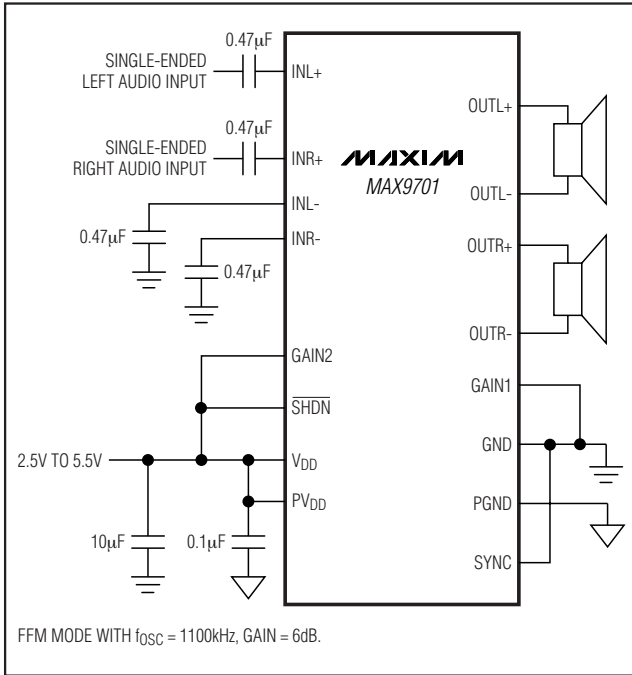 SINGLE-ENDED
LEFT AUDIO INPUT
0.47μF
INL+
SINGLE-ENDED
RIGHT AUDIO INPUT
0.47μF
INR+
INL-
0.47μF
INR-
0.47μF
GAIN2
SHDN
2.5V TO 5.5V
VDD
PVDD
10μF
0.1μF
MAXIM
MAX9701
OUTL+
OUTL-
OUTR+
OUTR-
GAIN1
GND
PGND
SYNC
FFM MODE WITH fOSC = 1100kHz, GAIN = 6dB.